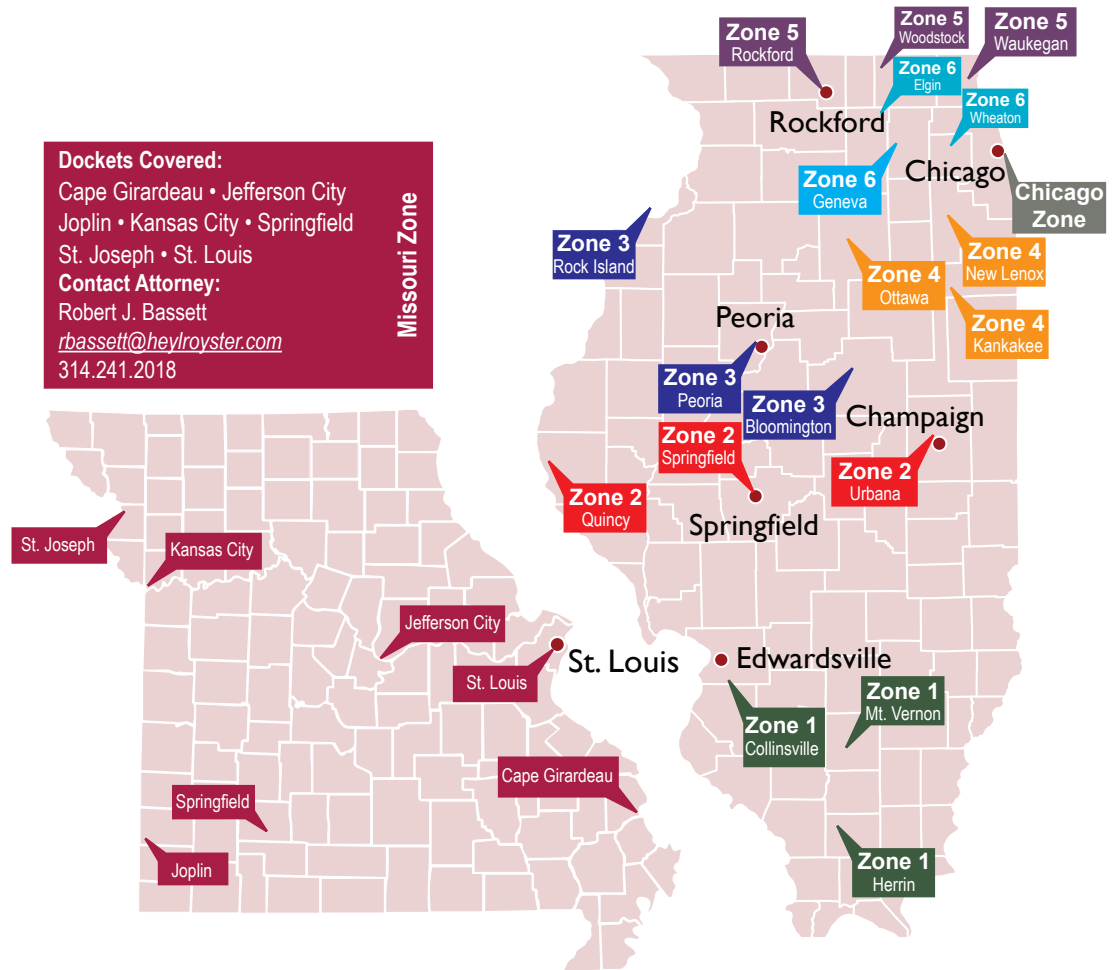 Zone 5
Rockford
Zone 5
Woodstock
Zone 5
Waukegan
Zone 6
Elgin
Zone 6
Wheaton
Rockford
Chicago
Zone 6
Geneva
Chicago
Zone
Dockets Covered:
Cape Girardeau • Jefferson City
Joplin • Kansas City • Springfield
St. Joseph • St. Louis
Contact Attorney:
Robert J. Bassett
rbassett@heylroyster.com
314.241.2018
Missouri Zone
Zone 3
Rock Island
Zone 4
New Lenox
Zone 4
Ottawa
Zone 4
Kankakee
Peoria
Zone 3
Peoria
Zone 3
Bloomington
Champaign
Zone 2
Springfield
Zone 2
Urbana
Zone 2
Quincy
Springfield
St. Joseph
Kansas City
Jefferson City
St. Louis
St. Louis
Edwardsville
Zone 1
Mt. Vernon
Zone 1
Collinsville
Cape Girardeau
Springfield
Joplin
Zone 1
Herrin